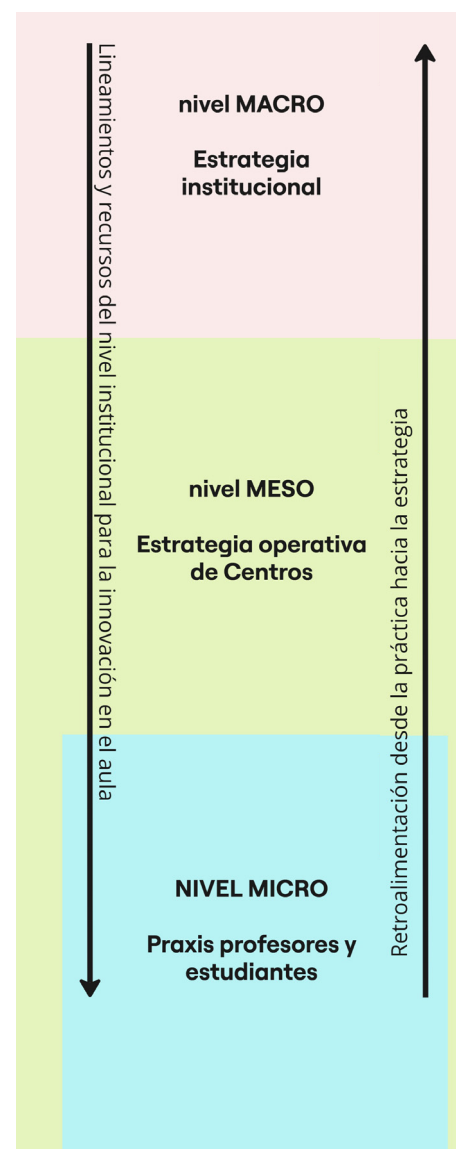 Lineamientos y recursos del nivel institucional para la innovación en el aula
nivel MACRO
Estrategia
institucional
nivel MESO
Estrategia operativa
de Centros
NIVEL MICRO
Praxis profesores y
estudiantes
Retroalimentación desde la práctica hacia la estrategia